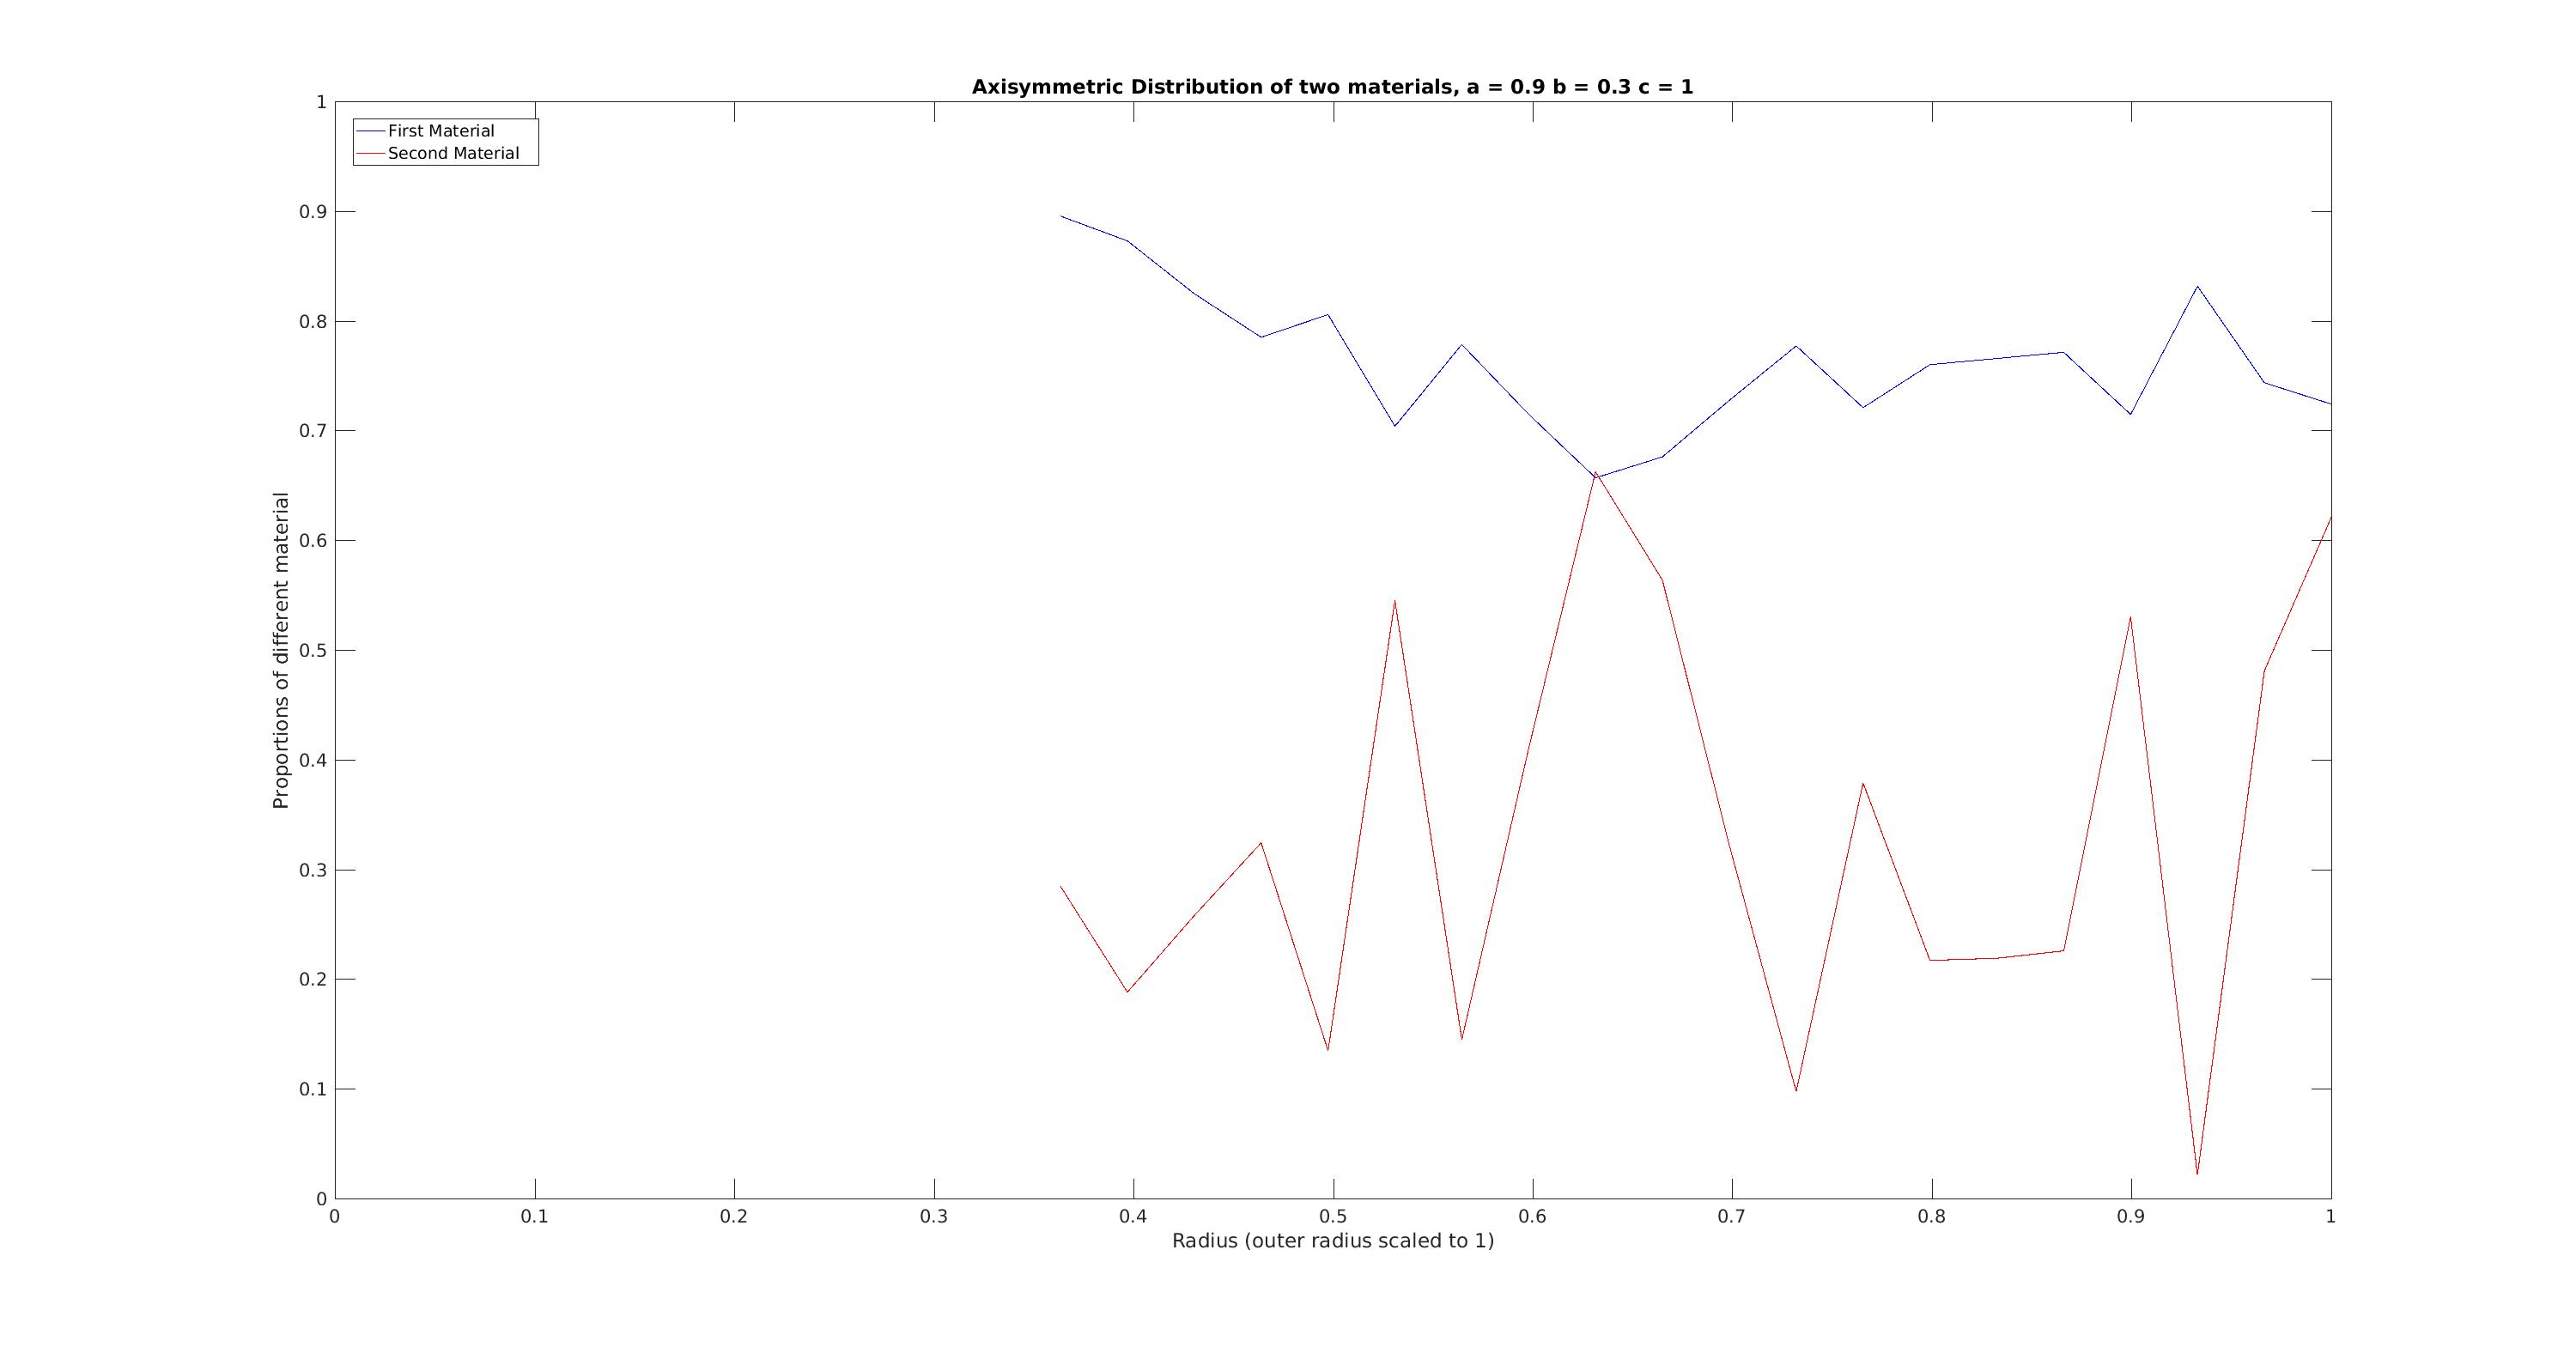 Axisymmetric Distribution of two materials, a = 0.9 b = 0.3 c = 1
First Material
Second Material
Proportions of different material
1
0.9
0.8
0.7
0.6
0.5
0.4
0.3
0.2
0.1
0
0 0.1 0.2 0.3 0.4 0.5 0.6 0.7 0.8 0.9 1
Radius (outer radius scaled to 1)